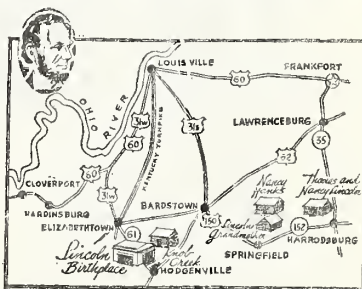 LOUISVILLE
FRANKFORT
60
OHIO
RIVER
31W
60
KENTUCKY TURNPIKE
31E
LAWRENCEBURG
35
62
60
CLOVERPORT
31W
HARDINSBURG
ELIZABETHTOWN
BARDSTOWN
150
Nancy
Hanks
Thomas and
Nancy Lincoln
Lincoln
Grandmother
152
HARRODSBURG
SPRINGFIELD
61
Lincoln
Birthplace
Knob
Creek
HODGENVILLE